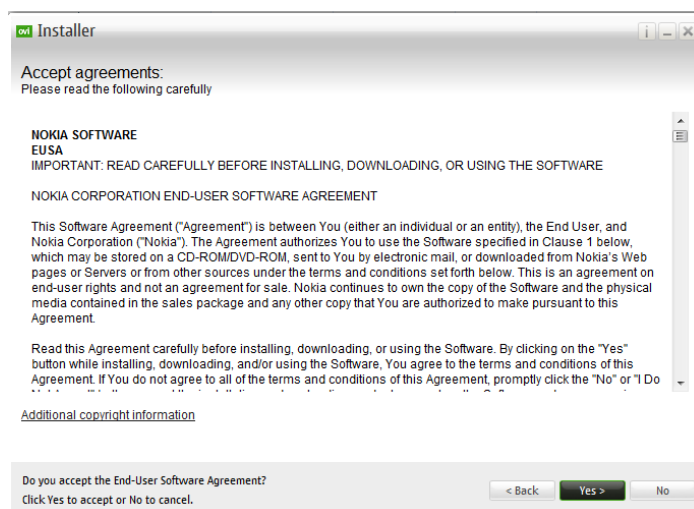 ovi Installer
i
Accept agreements:
Please read the following carefully
NOKIA SOFTWARE
EUSA
IMPORTANT: READ CAREFULLY BEFORE INSTALLING, DOWNLOADING, OR USING THE SOFTWARE
NOKIA CORPORATION END-USER SOFTWARE AGREEMENT
This Software Agreement ("Agreement") is between You (either an individual or an entity), the End User, and
Nokia Corporation ("Nokia"). The Agreement authorizes You to use the Software specified in Clause 1 below,
which may be stored on a CD-ROM/DVD-ROM, sent to You by electronic mail, or downloaded from Nokia's Web
pages or Servers or from other sources under the terms and conditions set forth below. This is an agreement on
end-user rights and not an agreement for sale. Nokia continues to own the copy of the Software and the physical
media contained in the sales package and any other copy that You are authorized to make pursuant to this
Agreement.
Read this Agreement carefully before installing, downloading, or using the Software. By clicking on the "Yes"
button while installing, downloading, and/or using the Software, You agree to the terms and conditions of this
Agreement. If You do not agree to all of the terms and conditions of this Agreement, promptly click the "No" or "I Do
Additional copyright information
Do you accept the End-User Software Agreement?
Click Yes to accept or No to cancel.
< Back
Yes >
No